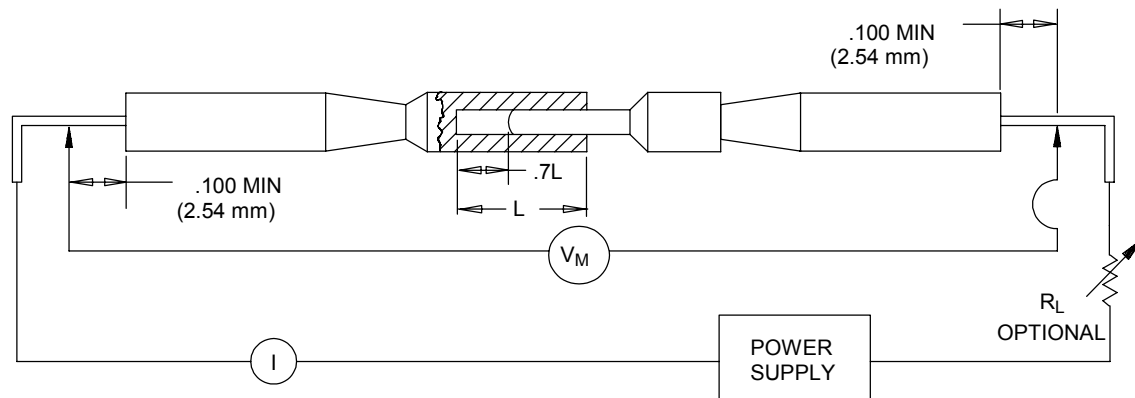 .100 MIN
(2.54 mm)
.100 MIN
(2.54 mm)
.7L
L
VM
RL
OPTIONAL
I
POWER
SUPPLY